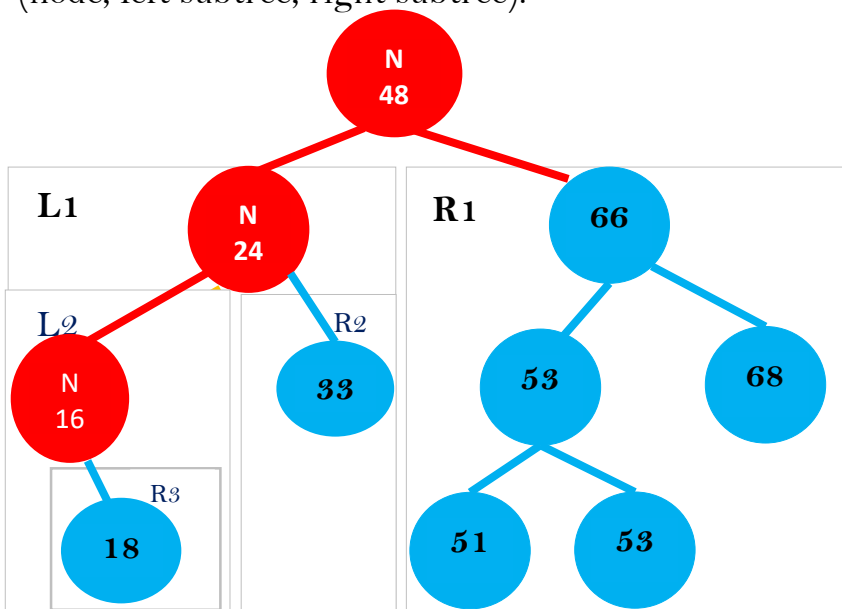 (node, left subtree, right subtree).
N
48
L1
N
24
R1
66
L2
R2
N
16
33
53
68
R3
18
51
53